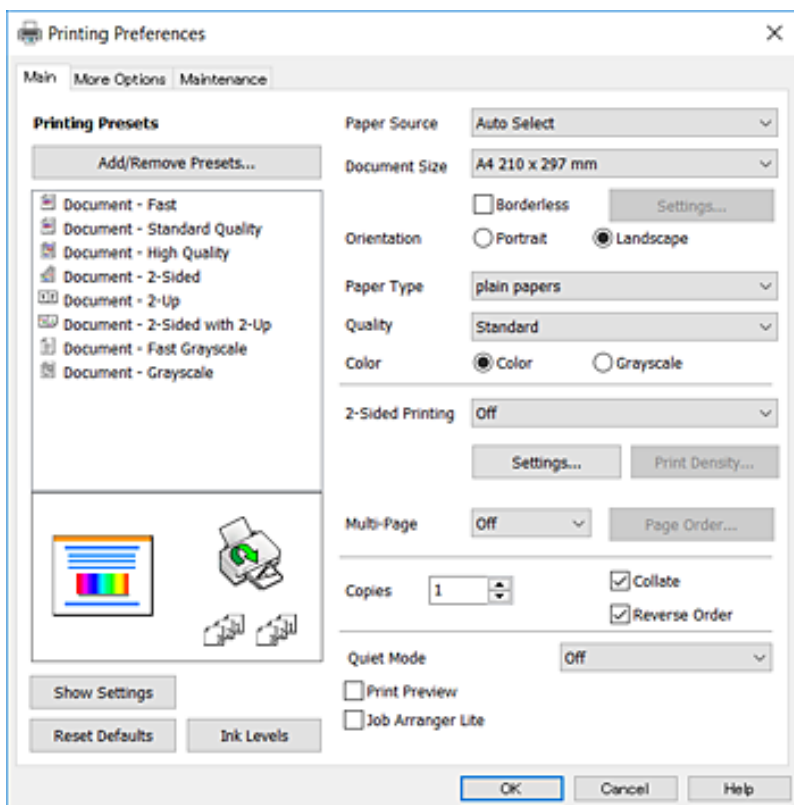 Printing Preferences
Main More Options Maintenance
Printing Presets
Add/Remove Presets...
Document - Fast
Document - Standard Quality
Document - High Quality
Document - 2-Sided
Document - 2-Up
Document - 2-Sided with 2-Up
Document - Fast Grayscale
Document - Grayscale
Show Settings
Reset Defaults Ink Levels
Paper Source Auto Select
Document Size A4 210 x 297 mm
Borderless Settings...
Orientation Portrait Landscape
Paper Type plain papers
Quality Standard
Color Color Grayscale
2-Sided Printing Off
Settings... Print Density...
Multi-Page Off Page Order...
Copies 1 Collate
Reverse Order
Quiet Mode Off
Print Preview
Job Arranger Lite
OK Cancel Help